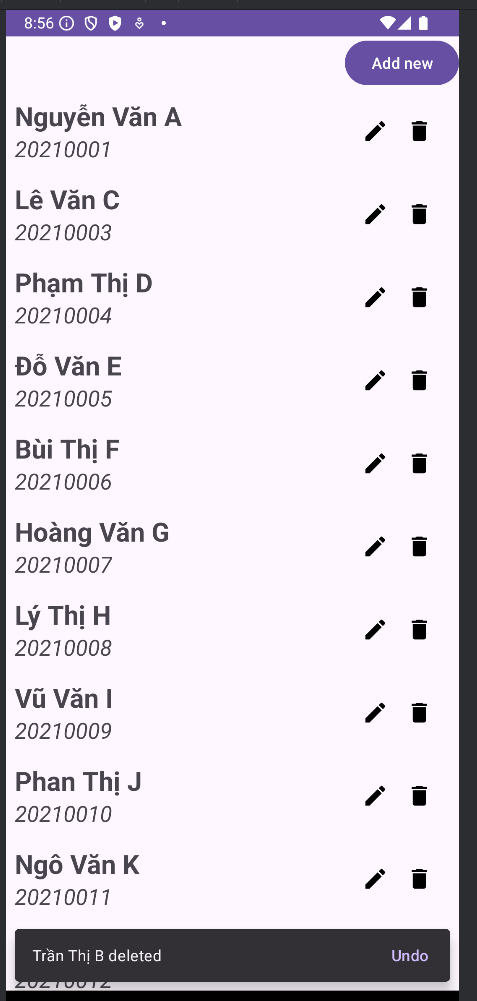 8:56
Add new
Nguyễn Văn A
20210001
Lê Văn C
20210003
Phạm Thị D
20210004
Đỗ Văn E
20210005
Bùi Thị F
20210006
Hoàng Văn G
20210007
Lý Thị H
20210008
Vũ Văn I
20210009
Phan Thị J
20210010
Ngô Văn K
20210011
Trần Thị B deleted Undo
20210012